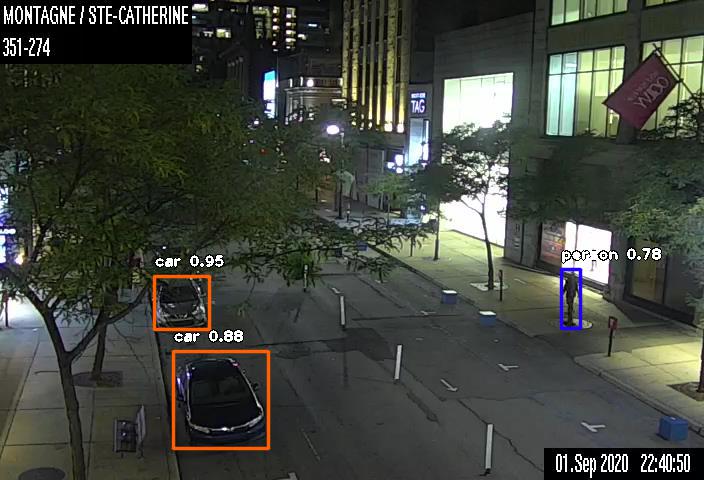 MONTAGNE / STE-CATHERINE
351-274
TAG
OGILVY
car 0.95
person 0.78
car 0.88
01.Sep 2020 22:40:50